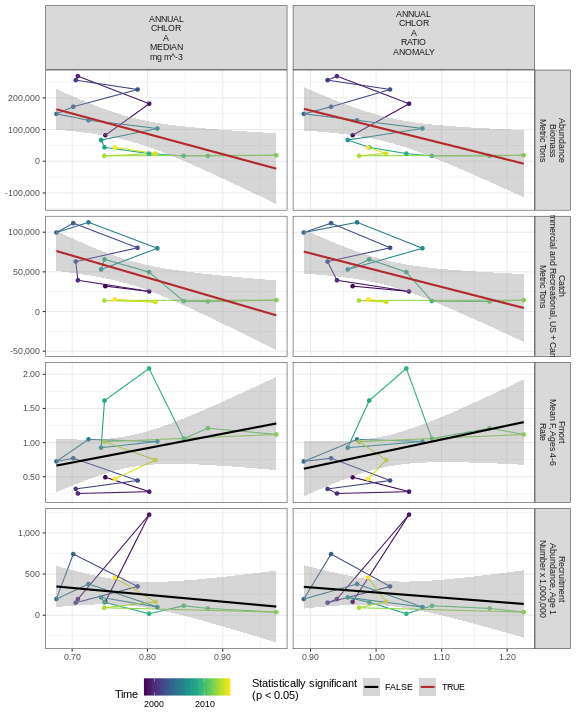 ANNUAL
CHLOR
A
MEDIAN
mg m^-3
ANNUAL
CHLOR
A
RATIO
ANOMALY
200,000
100,000
0
-100,000
Abundance
Biomass
Metric Tons
100,000
50,000
0
-50,000
Catch
mmercial and Recreational, US + Can
Metric Tons
2.00
1.50
1.00
0.50
Fmort
Mean F, Ages 4-6
Rate
1,000
500
0
Recruitment
Abundance, Age 1
Number x 1,000,000
0.70 0.80 0.90
0.90 1.00 1.10 1.20
Time
2000 2010
Statistically significant
(p < 0.05)
FALSE
TRUE